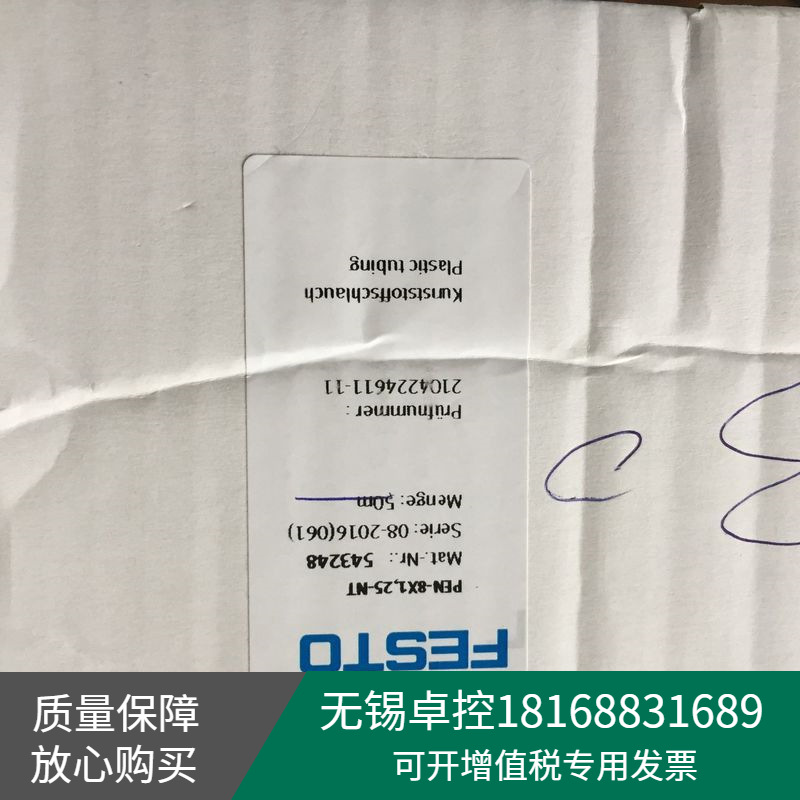 FESTO
PEN-8X1,25-NT
Mat.-Nr.: 543248
Serie: 08-2016(061)
Menge: 50m
Prüfnummer :
2104224611-11
Kunststoffschlauch
Plastic tubing
质量保障
放心购买
无锡卓控18168831689
可开增值税专用发票